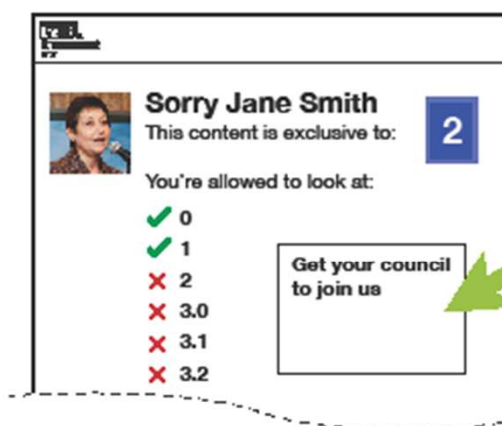 Sorry Jane Smith
This content is exclusive to:
2
You're allowed to look at:
0
1
2
3.0
3.1
3.2
Get your council
to join us